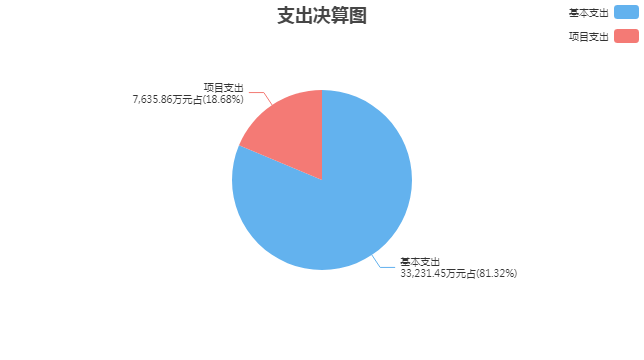 支出决算图
基本支出
项目支出
项目支出
7,635.86万元占(18.68%)
基本支出
33,231.45万元占(81.32%)